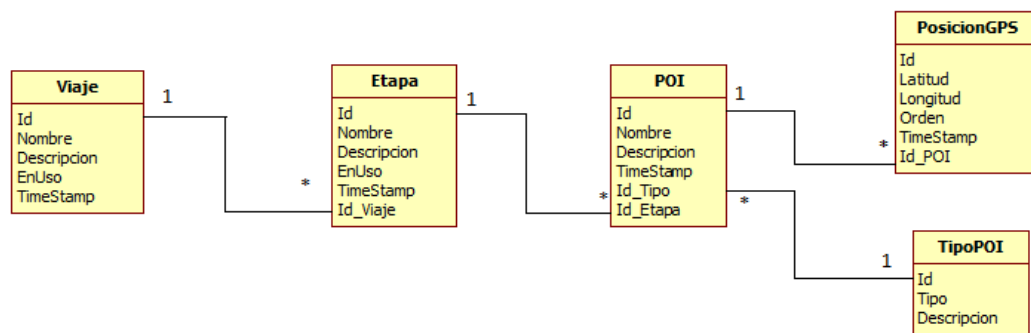 Viaje
Id
Nombre
Descripcion
EnUso
TimeStamp
1
*
Etapa
Id
Nombre
Descripcion
EnUso
TimeStamp
Id_Viaje
1
*
POI
Id
Nombre
Descripcion
TimeStamp
Id_Tipo
Id_Etapa
1
*
*
1
PosicionGPS
Id
Latitud
Longitud
Orden
TimeStamp
Id_POI
TipoPOI
Id
Tipo
Descripcion